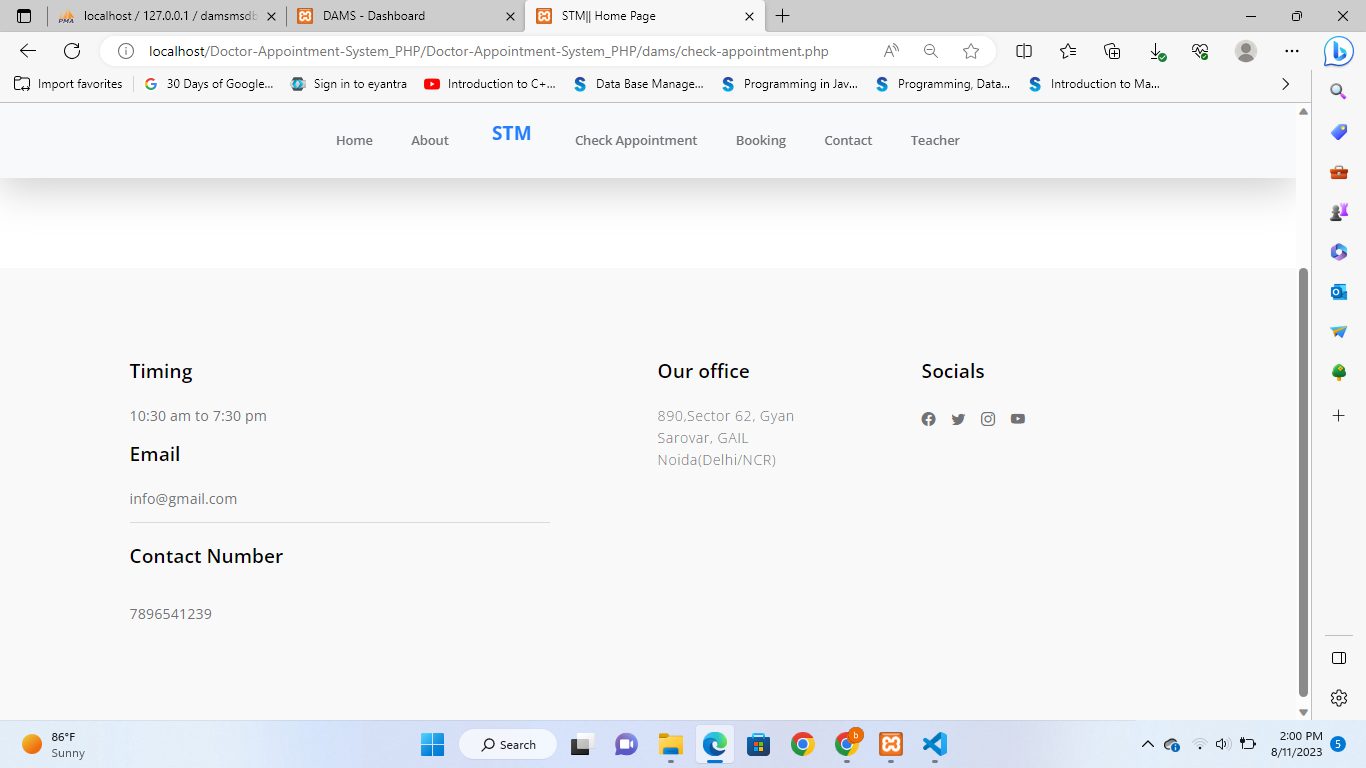 localhost / 127.0.0.1 / damsmsdb
DAMS - Dashboard
STM|| Home Page
localhost/Doctor-Appointment-System_PHP/Doctor-Appointment-System_PHP/dams/check-appointment.php
Import favorites
30 Days of Google...
Sign in to eyantra
Introduction to C+...
Data Base Manage...
Programming in Jav...
Programming, Data...
Introduction to Ma...
Home
About
STM
Check Appointment
Booking
Contact
Teacher
Timing
10:30 am to 7:30 pm
Email
info@gmail.com
Contact Number
7896541239
Our office
890,Sector 62, Gyan
Sarovar, GAIL
Noida(Delhi/NCR)
Socials
86°F
Sunny
Search
b
2:00 PM
8/11/2023
5